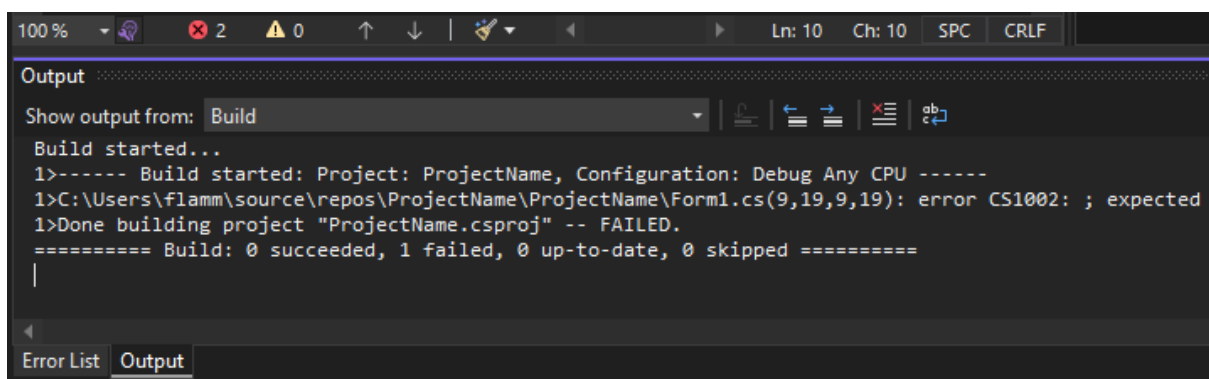 100 % 2 0 Ln: 10 Ch: 10 SPC CRLF
Output
Show output from: Build
Build started...
1>------ Build started: Project: ProjectName, Configuration: Debug Any CPU ------
1>C:\Users\flamm\source\repos\ProjectName\ProjectName\Form1.cs(9,19,9,19): error CS1002: ; expected
1>Done building project "ProjectName.csproj" -- FAILED.
========== Build: 0 succeeded, 1 failed, 0 up-to-date, 0 skipped ==========
Error List Output